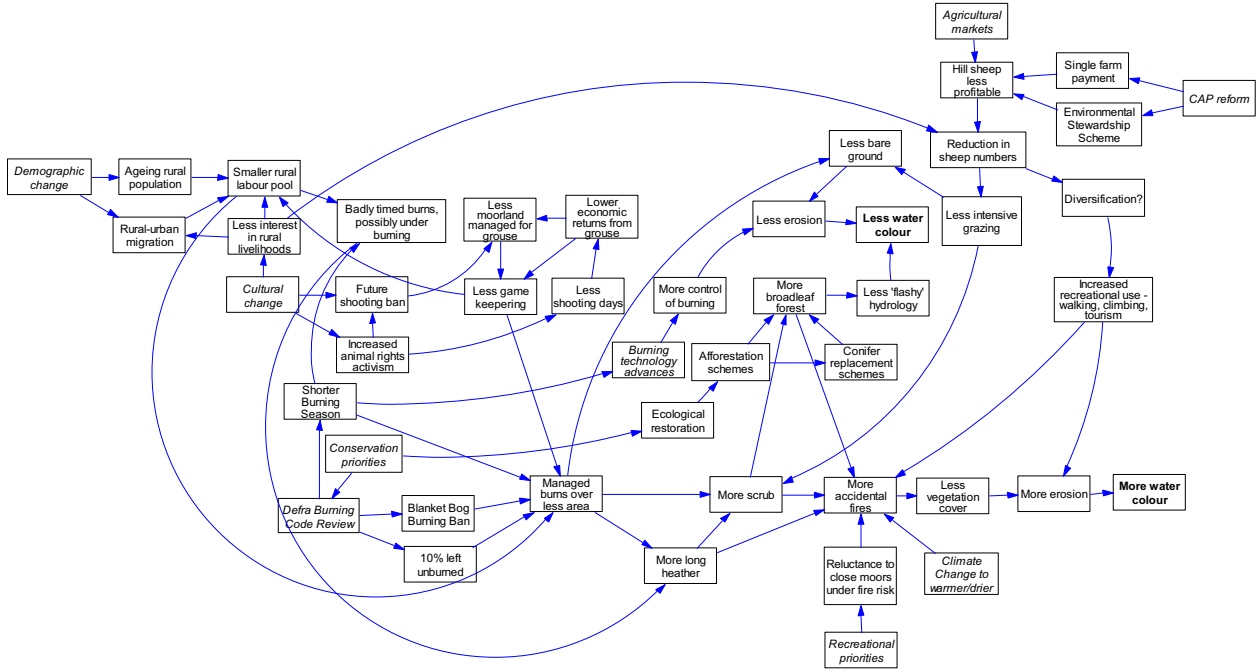 Agricultural
markets
Hill sheep
less
profitable
Single farm
payment
CAP reform
Environmental
Stewardship
Scheme
Less bare
ground
Reduction in
sheep numbers
Demographic
change
Ageing rural
population
Smaller rural
labour pool
Rural-urban
migration
Less interest
in rural
livelihoods
Badly timed burns,
possibly under
burning
Less
moorland
managed for
grouse
Lower
economic
returns from
grouse
Less erosion
Less water
colour
Less intensive
grazing
Diversification?
Cultural
change
Future
shooting ban
Less game
keepering
Less
shooting days
More control
of burning
More
broadleaf
forest
Less 'flashy'
hydrology
Increased
recreational use -
walking, climbing,
tourism
Increased
animal rights
activism
Burning
technology
advances
Afforestation
schemes
Conifer
replacement
schemes
Shorter
Burning
Season
Ecological
restoration
Conservation
priorities
Defra Burning
Code Review
Blanket Bog
Burning Ban
10% left
unburned
Managed
burns over
less area
More scrub
More
accidental
fires
Less
vegetation
cover
More erosion
More water
colour
More long
heather
Reluctance to
close moors
under fire risk
Climate
Change to
warmer/drier
Recreational
priorities